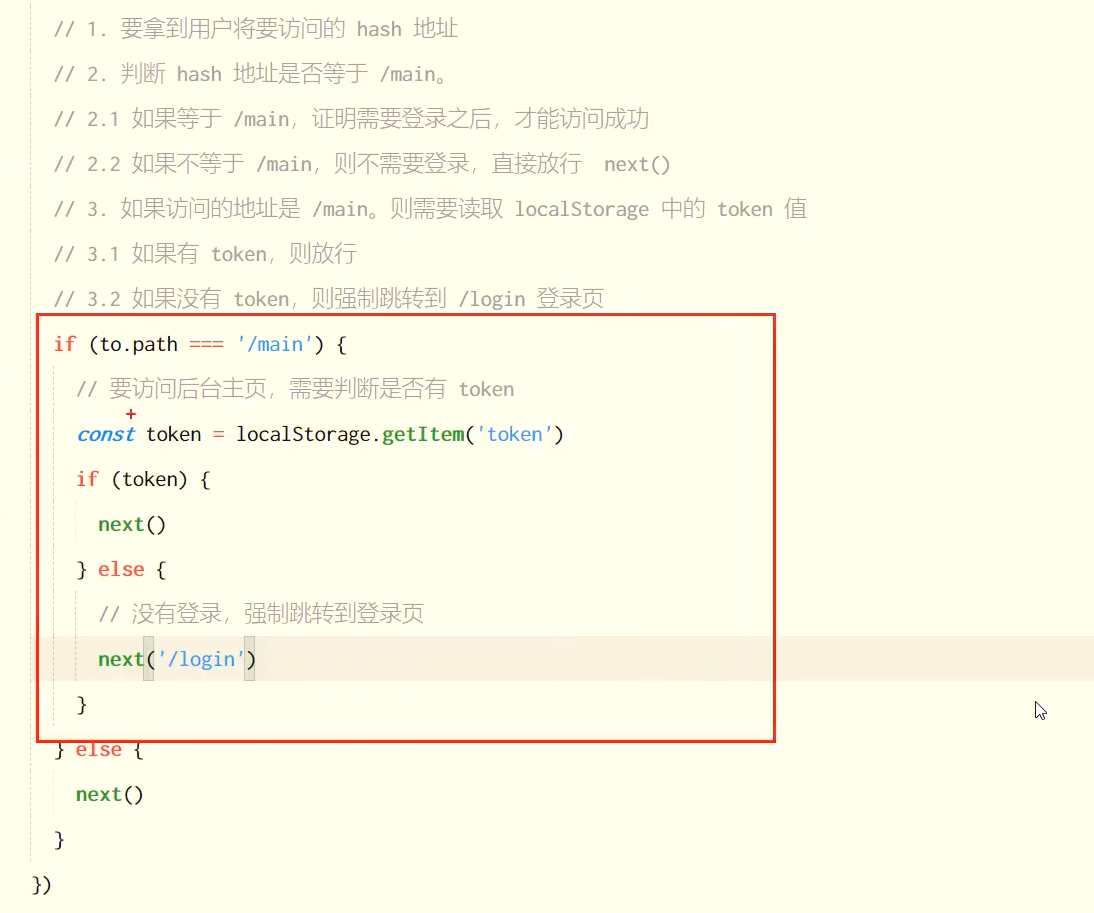 // 1. 要拿到用户将要访问的 hash 地址
// 2. 判断 hash 地址是否等于 /main。
// 2.1 如果等于 /main，证明需要登录之后，才能访问成功
// 2.2 如果不等于 /main，则不需要登录，直接放行  next()
// 3. 如果访问的地址是 /main。则需要读取 localStorage 中的 token 值
// 3.1 如果有 token，则放行
// 3.2 如果没有 token，则强制跳转到 /login 登录页
if (to.path === '/main') {
// 要访问后台主页，需要判断是否有 token
const token = localStorage.getItem('token')
if (token) {
next()
} else {
// 没有登录，强制跳转到登录页
next('/login')
}
} else {
next()
}
})